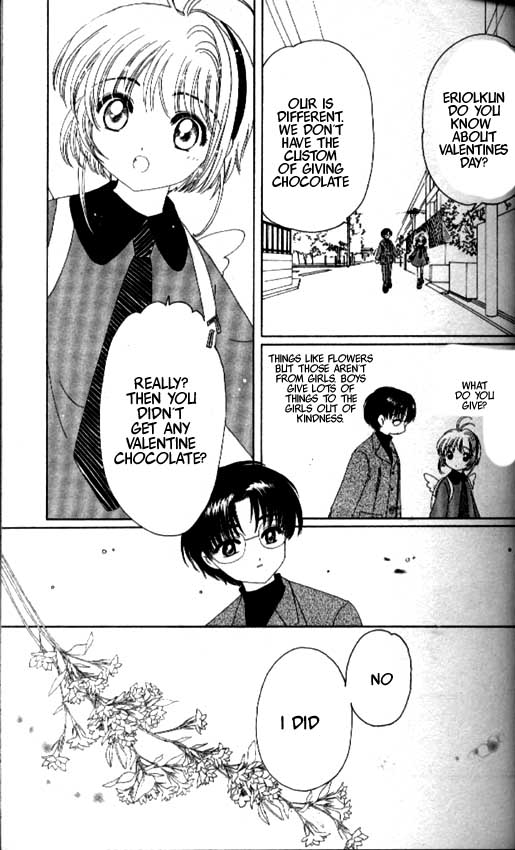 ERIOLKUN
DO YOU
KNOW
ABOUT
VALENTINES
DAY?
OUR IS
DIFFERENT.
WE DON'T
HAVE THE
CUSTOM
OF GIVING
CHOCOLATE
WHAT
DO YOU
GIVE?
THINGS LIKE FLOWERS
BUT THOSE AREN'T
FROM GIRLS. BOYS
GIVE LOTS OF
THINGS TO THE
GIRLS OUT OF
KINDNESS.
REALLY?
THEN YOU
DIDN'T
GET ANY
VALENTINE
CHOCOLATE?
NO
I DID